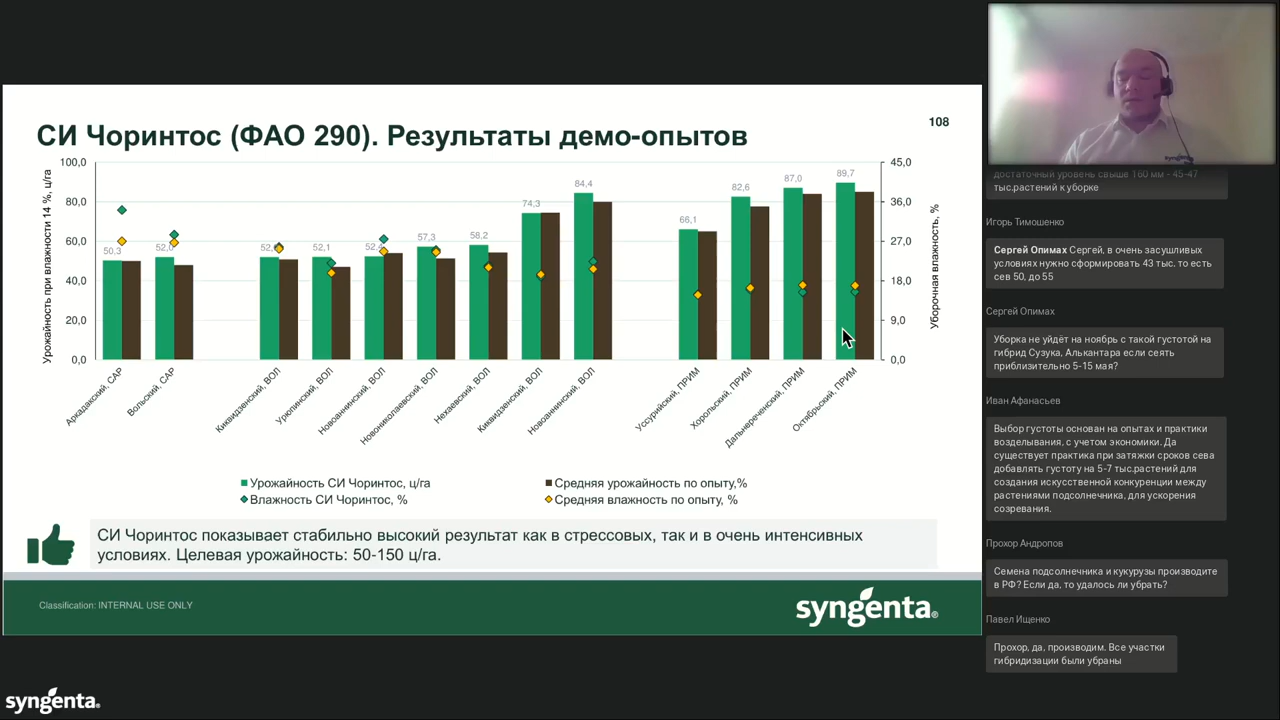 СИ Чоринтос (ФАО 290). Результаты демо-опытов
108
Урожайность при влажности 14 %, ц/га
100,0
80,0
60,0
40,0
20,0
0,0
50,3
52,0
52,1
57,3
58,2
74,3
84,4
66,1
82,6
87,0
89,7
45,0
36,0
27,0
18,0
9,0
0,0
Уборочная влажность, %
Аркадакский, САР
Вольский, САР
Киквидзенский, ВОЛ
Урюпинский, ВОЛ
Новоаннинский, ВОЛ
Новониколаевский, ВОЛ
Нехаевский, ВОЛ
Киквидзенский, ВОЛ
Новоаннинский, ВОЛ
Уссурийский, ПРИМ
Хорольский, ПРИМ
Дальнереченский, ПРИМ
Октябрьский, ПРИМ
Урожайность СИ Чоринтос, ц/га
Средняя урожайность по опыту,%
Влажность СИ Чоринтос, %
Средняя влажность по опыту, %
СИ Чоринтос показывает стабильно высокий результат как в стрессовых, так и в очень интенсивных
условиях. Целевая урожайность: 50-150 ц/га.
Classification: INTERNAL USE ONLY
syngenta®
syngenta®
syngenta
достаточный уровень свыше 160 мм - 45-47
тыс.растений к уборке
Игорь Тимошенко
Сергей Опимах Сергей, в очень засушливых
условиях нужно сформировать 43 тыс. то есть
сев 50, до 55
Сергей Опимах
Уборка не уйдёт на ноябрь с такой густотой на
гибрид Сузука, Алькантара если сеять
приблизительно 5-15 мая?
Иван Афанасьев
Выбор густоты основан на опытах и практики
возделывания, с учетом экономики. Да
существует практика при затяжки сроков сева
добавлять густоту на 5-7 тыс.растений для
создания искусственной конкуренции между
растениями подсолнечника, для ускорения
созревания.
Прохор Андропов
Семена подсолнечника и кукурузы производите
в РФ? Если да, то удалось ли убрать?
Павел Ищенко
Прохор, да, производим. Все участки
гибридизации были убраны